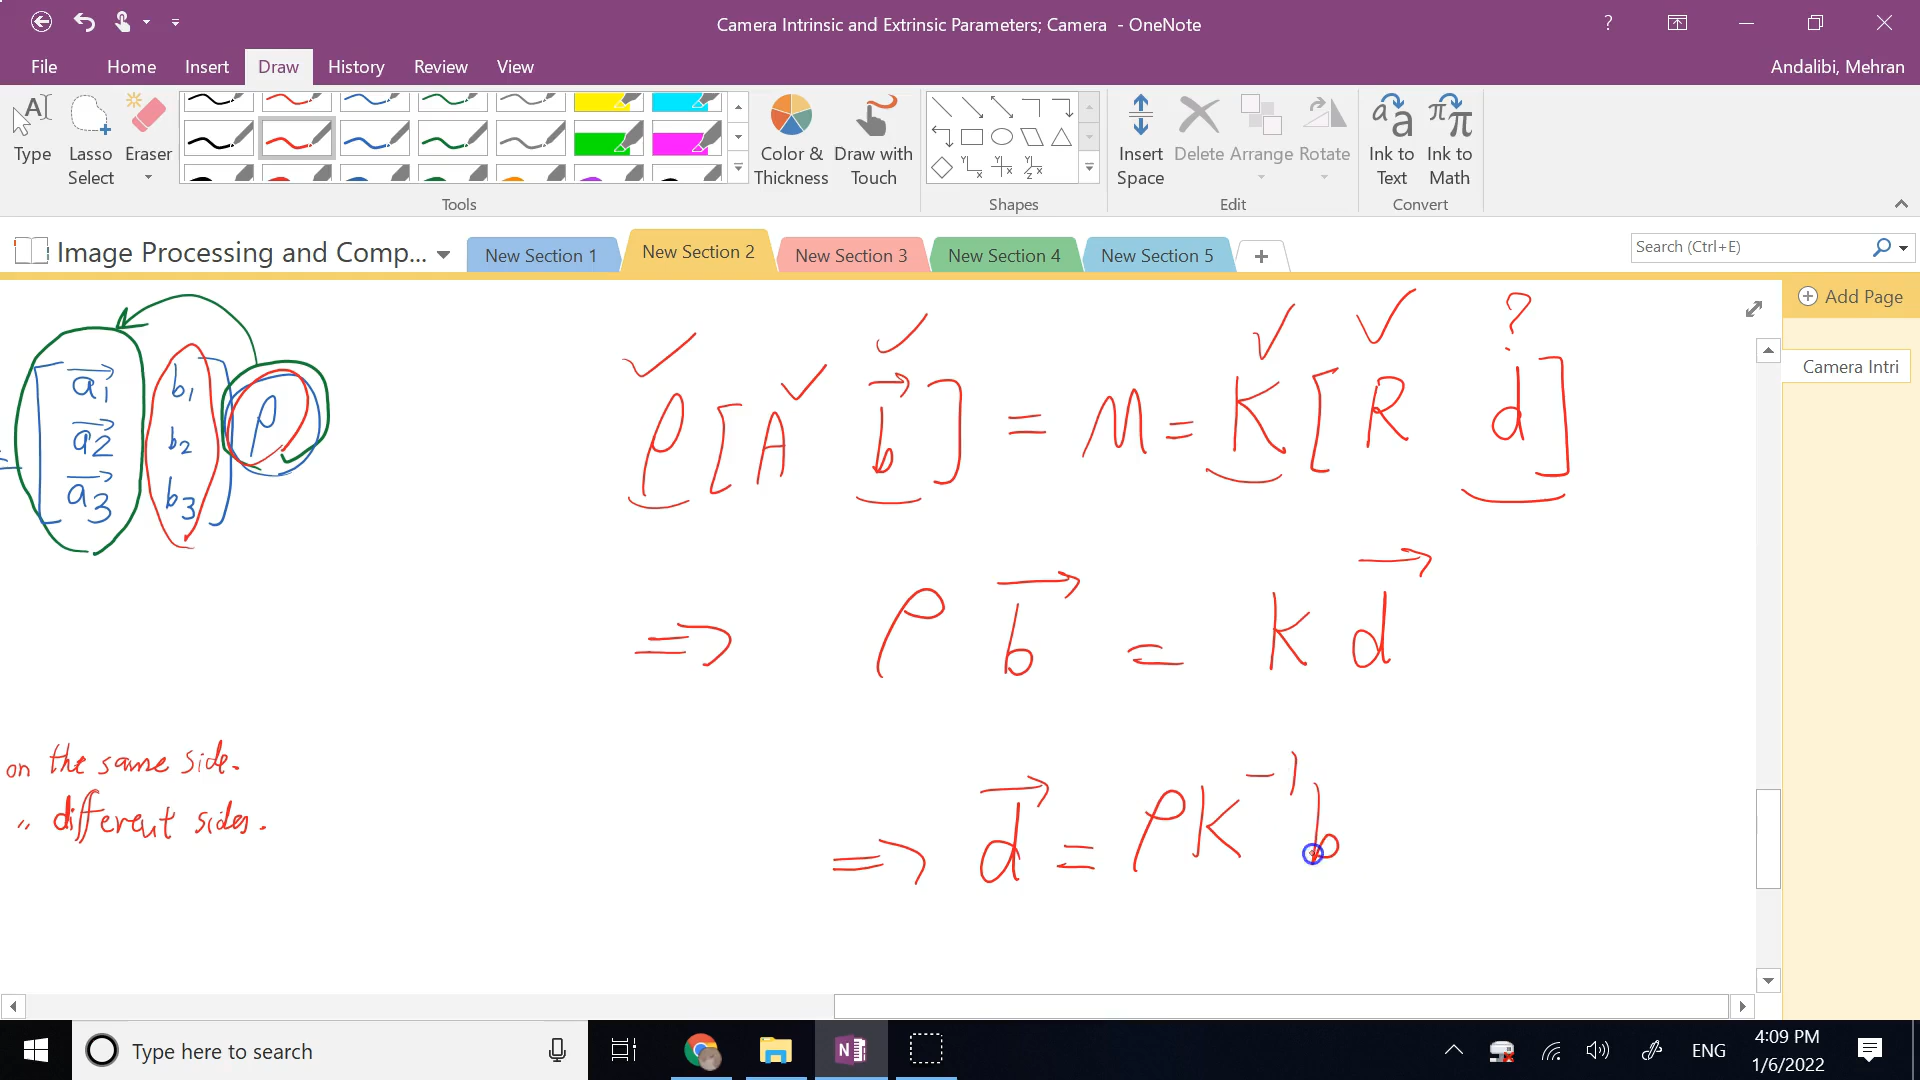 Camera Intrinsic and Extrinsic Parameters; Camera - OneNote
?
File Home Insert Draw History Review View
Andalibi, Mehran
Type
Lasso Select
Eraser
Color & Thickness
Draw with Touch
Insert Space
Delete
Arrange
Rotate
Ink to Text
Ink to Math
Tools
Shapes
Edit
Convert
Image Processing and Comp...
New Section 1
New Section 2
New Section 3
New Section 4
New Section 5
+
Search (Ctrl+E)
Add Page
Camera Intri
= [a⃗1 b1
a⃗2 b2
a⃗3 b3] ρ
✓ ✓ ✓ ✓ ✓ ?
ρ [A b⃗] = M = K [R d]
=> ρ b⃗ = K d⃗
=> d⃗ = ρK⁻¹b
on the same side.
" different sides.
Type here to search
ENG
4:09 PM
1/6/2022